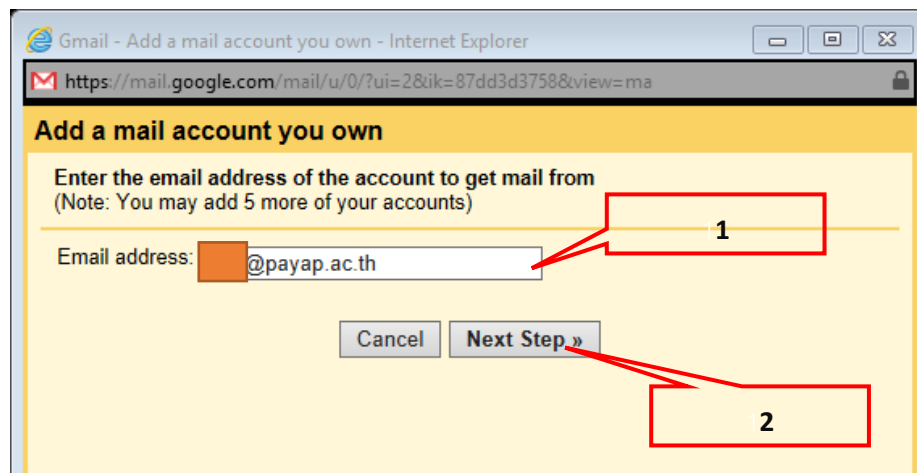 Gmail - Add a mail account you own - Internet Explorer
https://mail.google.com/mail/u/0/?ui=2&ik=87dd3d3758&view=ma
Add a mail account you own
Enter the email address of the account to get mail from
(Note: You may add 5 more of your accounts)
1
Email address: @payap.ac.th
Cancel Next Step »
2